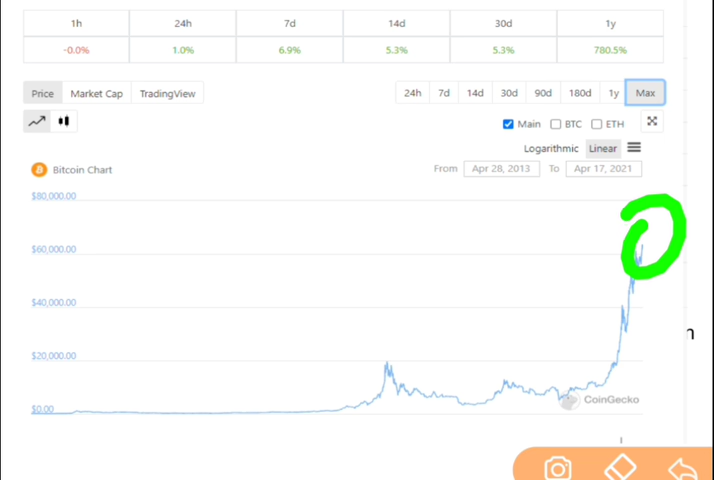 1h 24h 7d 14d 30d 1y
-0.0% 1.0% 6.9% 5.3% 5.3% 780.5%
Price Market Cap TradingView 24h 7d 14d 30d 90d 180d 1y Max
Main BTC ETH
Logarithmic Linear
Bitcoin Chart From Apr 28, 2013 To Apr 17, 2021
$80,000.00
$60,000.00
$40,000.00
n
$20,000.00
CoinGecko
$0.00